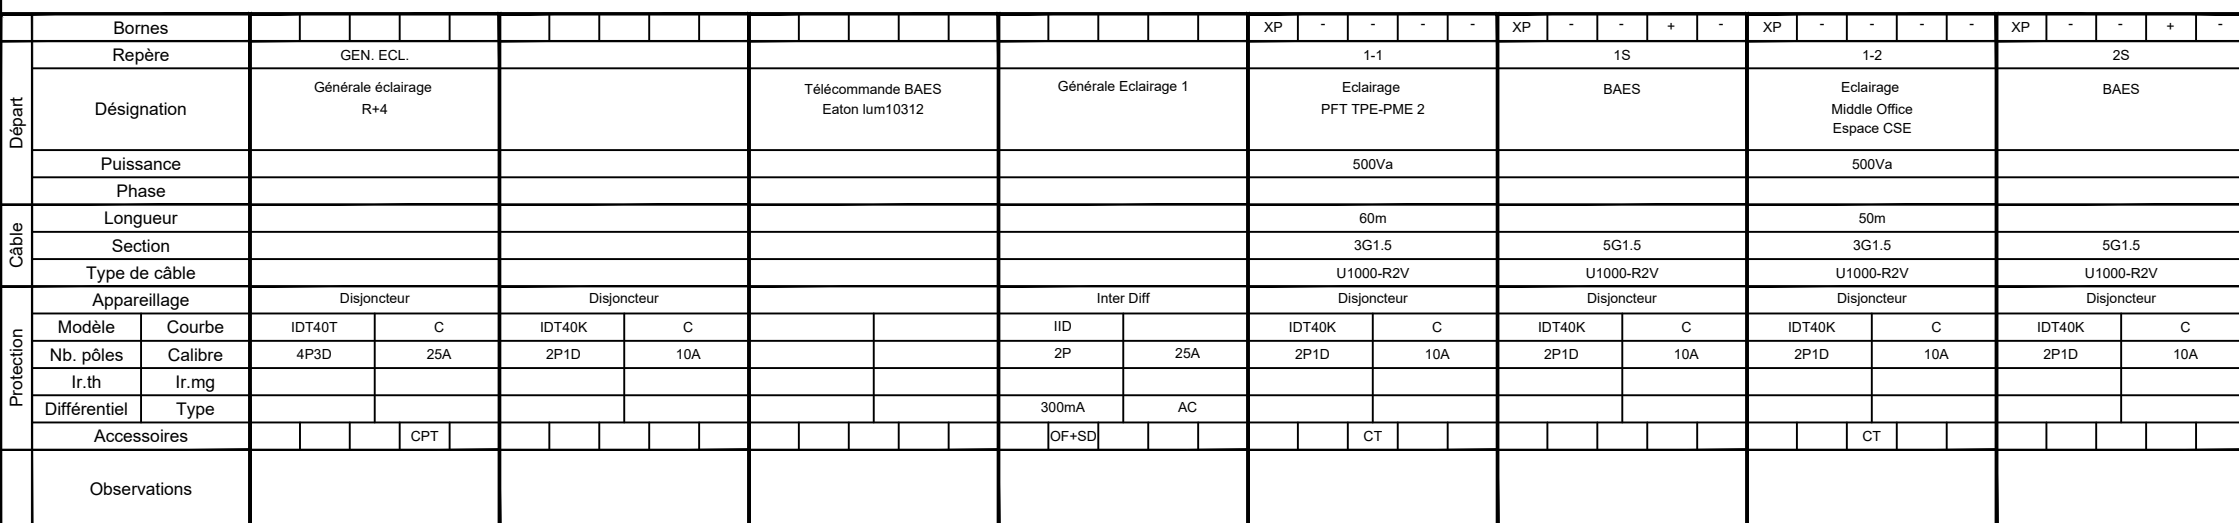 Bornes XP - - - - XP - - + - XP - - - - XP - - + -
Départ
Repère GEN. ECL. 1-1 1S 1-2 2S
Désignation
Générale éclairage
R+4
Télécommande BAES
Eaton lum10312
Générale Eclairage 1
Eclairage
PFT TPE-PME 2
BAES
Eclairage
Middle Office
Espace CSE
BAES
Puissance 500Va 500Va
Phase
Câble
Longueur 60m 50m
Section 3G1.5 5G1.5 3G1.5 5G1.5
Type de câble U1000-R2V U1000-R2V U1000-R2V U1000-R2V
Protection
Appareillage Disjoncteur Disjoncteur Inter Diff Disjoncteur Disjoncteur Disjoncteur Disjoncteur
Modèle Courbe IDT40T C IDT40K C IID IDT40K C IDT40K C IDT40K C IDT40K C
Nb. pôles Calibre 4P3D 25A 2P1D 10A 2P 25A 2P1D 10A 2P1D 10A 2P1D 10A 2P1D 10A
Ir.th Ir.mg
Différentiel Type 300mA AC
Accessoires CPT OF+SD CT CT
Observations